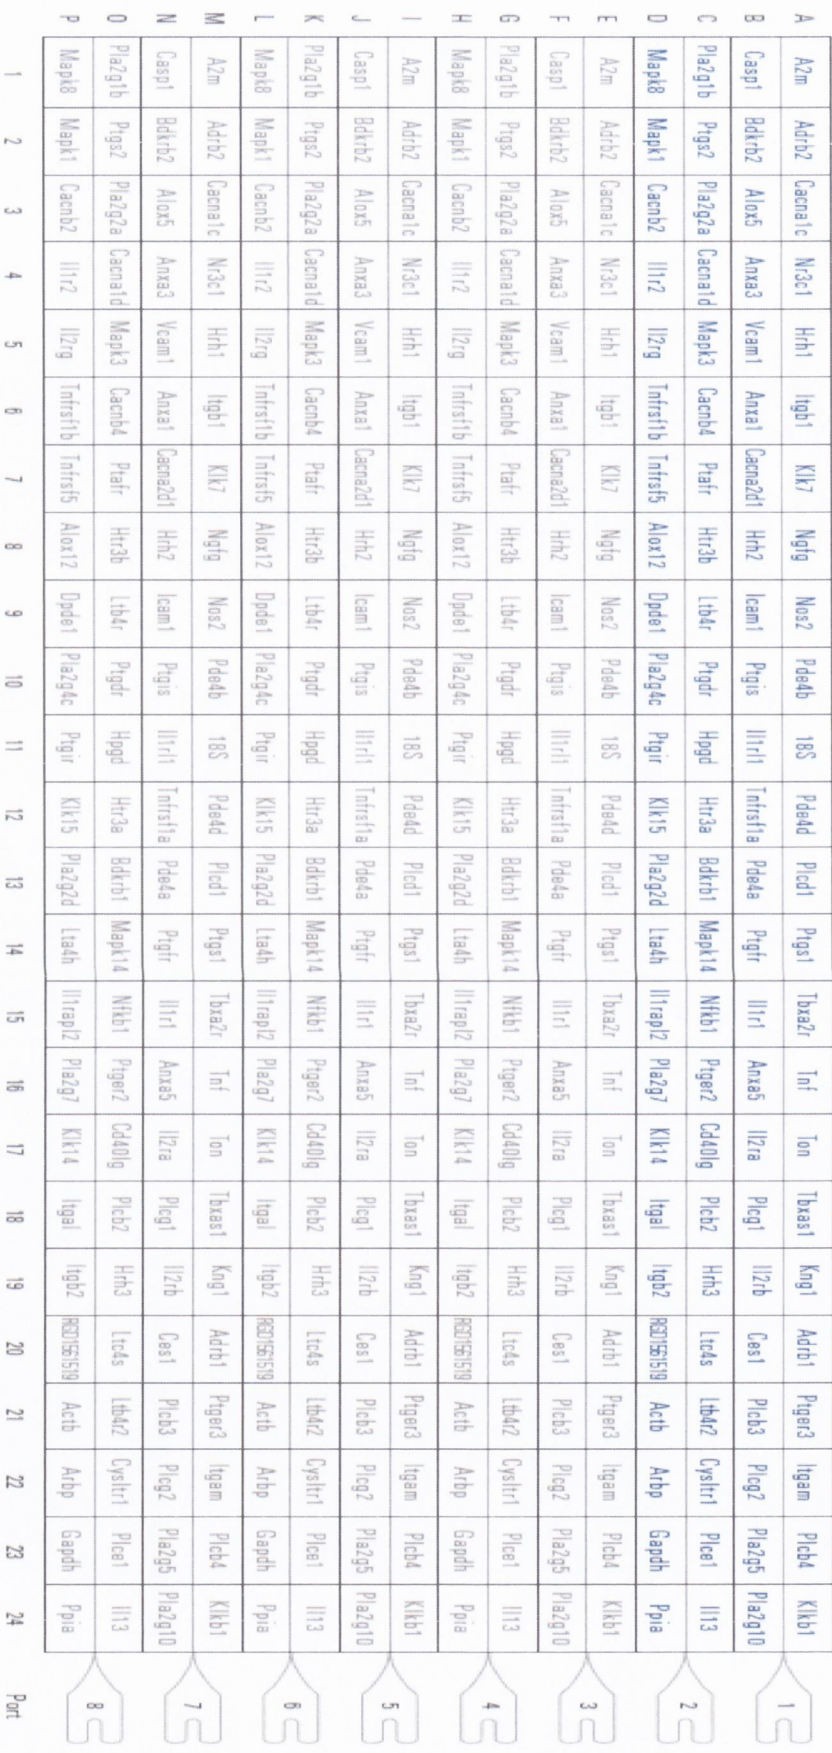 A A2m Adrb2 Cacna1c Nr3c1 Hrh1 Itgb1 Klk7 Ngfg Nos2 Pde4b 18S Pde4d Plcd1 Ptgs1 Tbxa2r Tnf Ton Tbxas1 Kng1 Adrb1 Ptger3 Itgam Plcb4 Klkb1 1
B Casp1 Bdkrb2 Alox5 Anxa3 Vcam1 Anxa1 Cacna2d1 Hrh2 Icam1 Ptgis Il1rl1 Tnfrsf1a Pde4a Ptgfr Il1r1 Anxa5 Il2ra Plcg1 Il2rb Ces1 Plcb3 Plcg2 Pla2g5 Pla2g10
C Pla2g1b Ptgs2 Pla2g2a Cacna1d Mapk3 Cacnb4 Ptafr Htr3b Ltb4r Ptgdr Hpgd Htr3a Bdkrb1 Mapk14 Nfkb1 Ptger2 Cd40lg Plcb2 Hrh3 Ltc4s Ltb4r2 Cysltr1 Plce1 Il13 2
D Mapk8 Mapk1 Cacnb2 Il1r2 Il2rg Tnfrsf1b Tnfrsf5 Alox12 Dpde1 Pla2g4c Ptgir Klk15 Pla2g2d Lta4h Il1rapl2 Pla2g7 Klk14 Itgal Itgb2 RGD1561519 Actb Arbp Gapdh Ppia
E A2m Adrb2 Cacna1c Nr3c1 Hrh1 Itgb1 Klk7 Ngfg Nos2 Pde4b 18S Pde4d Plcd1 Ptgs1 Tbxa2r Tnf Ton Tbxas1 Kng1 Adrb1 Ptger3 Itgam Plcb4 Klkb1 3
F Casp1 Bdkrb2 Alox5 Anxa3 Vcam1 Anxa1 Cacna2d1 Hrh2 Icam1 Ptgis Il1rl1 Tnfrsf1a Pde4a Ptgfr Il1r1 Anxa5 Il2ra Plcg1 Il2rb Ces1 Plcb3 Plcg2 Pla2g5 Pla2g10
G Pla2g1b Ptgs2 Pla2g2a Cacna1d Mapk3 Cacnb4 Ptafr Htr3b Ltb4r Ptgdr Hpgd Htr3a Bdkrb1 Mapk14 Nfkb1 Ptger2 Cd40lg Plcb2 Hrh3 Ltc4s Ltb4r2 Cysltr1 Plce1 Il13 4
H Mapk8 Mapk1 Cacnb2 Il1r2 Il2rg Tnfrsf1b Tnfrsf5 Alox12 Dpde1 Pla2g4c Ptgir Klk15 Pla2g2d Lta4h Il1rapl2 Pla2g7 Klk14 Itgal Itgb2 RGD1561519 Actb Arbp Gapdh Ppia
I A2m Adrb2 Cacna1c Nr3c1 Hrh1 Itgb1 Klk7 Ngfg Nos2 Pde4b 18S Pde4d Plcd1 Ptgs1 Tbxa2r Tnf Ton Tbxas1 Kng1 Adrb1 Ptger3 Itgam Plcb4 Klkb1 5
J Casp1 Bdkrb2 Alox5 Anxa3 Vcam1 Anxa1 Cacna2d1 Hrh2 Icam1 Ptgis Il1rl1 Tnfrsf1a Pde4a Ptgfr Il1r1 Anxa5 Il2ra Plcg1 Il2rb Ces1 Plcb3 Plcg2 Pla2g5 Pla2g10
K Pla2g1b Ptgs2 Pla2g2a Cacna1d Mapk3 Cacnb4 Ptafr Htr3b Ltb4r Ptgdr Hpgd Htr3a Bdkrb1 Mapk14 Nfkb1 Ptger2 Cd40lg Plcb2 Hrh3 Ltc4s Ltb4r2 Cysltr1 Plce1 Il13 6
L Mapk8 Mapk1 Cacnb2 Il1r2 Il2rg Tnfrsf1b Tnfrsf5 Alox12 Dpde1 Pla2g4c Ptgir Klk15 Pla2g2d Lta4h Il1rapl2 Pla2g7 Klk14 Itgal Itgb2 RGD1561519 Actb Arbp Gapdh Ppia
M A2m Adrb2 Cacna1c Nr3c1 Hrh1 Itgb1 Klk7 Ngfg Nos2 Pde4b 18S Pde4d Plcd1 Ptgs1 Tbxa2r Tnf Ton Tbxas1 Kng1 Adrb1 Ptger3 Itgam Plcb4 Klkb1 7
N Casp1 Bdkrb2 Alox5 Anxa3 Vcam1 Anxa1 Cacna2d1 Hrh2 Icam1 Ptgis Il1rl1 Tnfrsf1a Pde4a Ptgfr Il1r1 Anxa5 Il2ra Plcg1 Il2rb Ces1 Plcb3 Plcg2 Pla2g5 Pla2g10
O Pla2g1b Ptgs2 Pla2g2a Cacna1d Mapk3 Cacnb4 Ptafr Htr3b Ltb4r Ptgdr Hpgd Htr3a Bdkrb1 Mapk14 Nfkb1 Ptger2 Cd40lg Plcb2 Hrh3 Ltc4s Ltb4r2 Cysltr1 Plce1 Il13 8
P Mapk8 Mapk1 Cacnb2 Il1r2 Il2rg Tnfrsf1b Tnfrsf5 Alox12 Dpde1 Pla2g4c Ptgir Klk15 Pla2g2d Lta4h Il1rapl2 Pla2g7 Klk14 Itgal Itgb2 RGD1561519 Actb Arbp Gapdh Ppia
1 2 3 4 5 6 7 8 9 10 11 12 13 14 15 16 17 18 19 20 21 22 23 24 Port